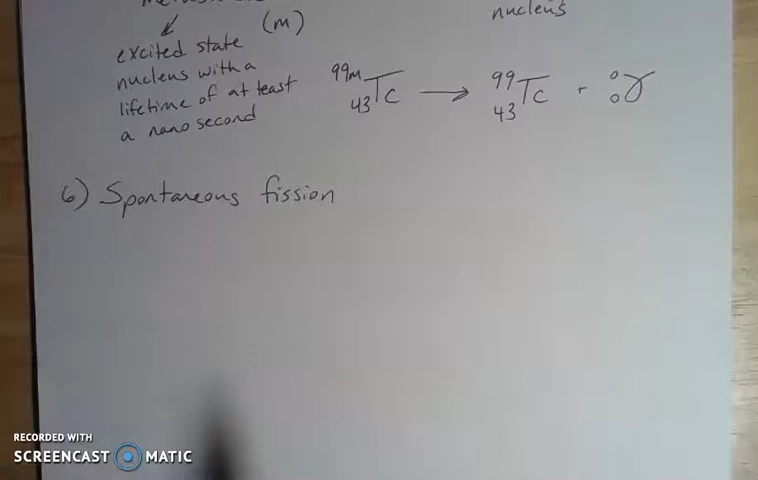 (m)
nucleus
excited state
nucleus with a
lifetime of at least
a nano second
99m 43 Tc → 99 43 Tc + 0 0 γ
6) Spontaneous fission
RECORDED WITH
SCREENCAST MATIC